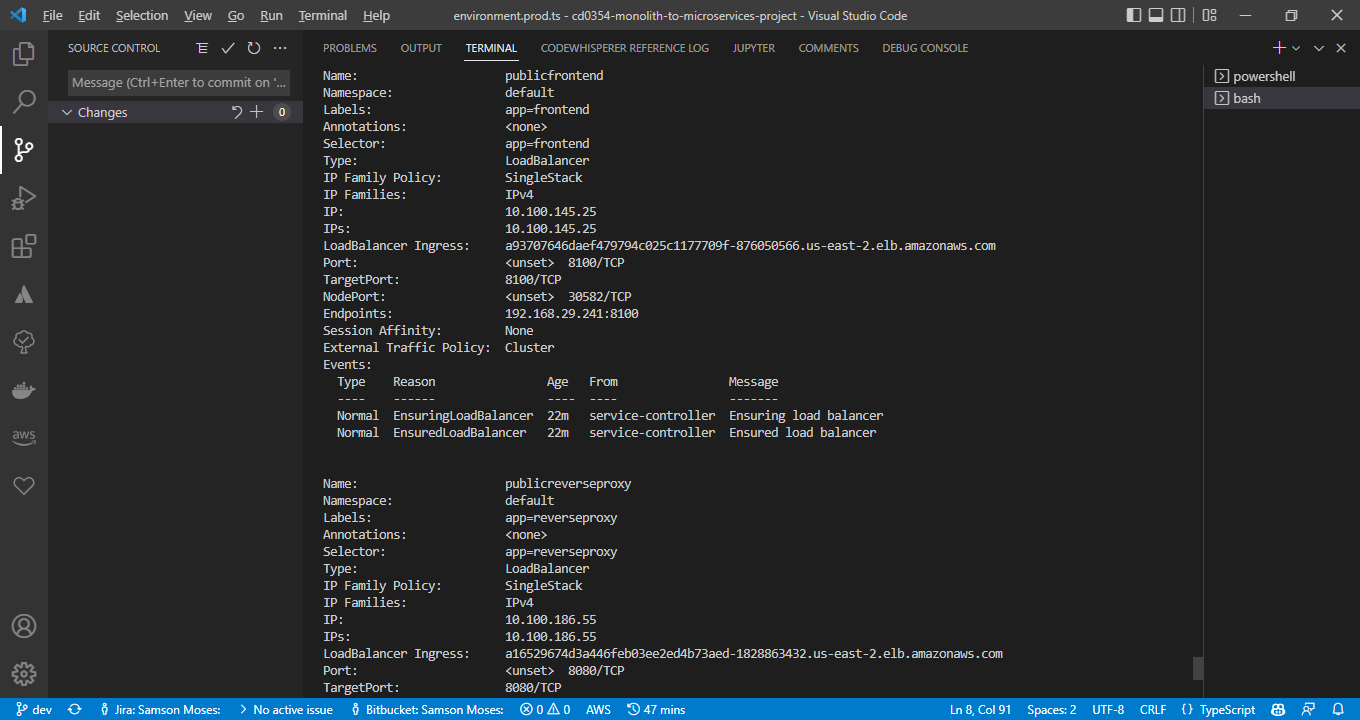 File Edit Selection View Go Run Terminal Help environment.prod.ts - cd0354-monolith-to-microservices-project - Visual Studio Code
SOURCE CONTROL
Message (Ctrl+Enter to commit on '...
Changes 0
PROBLEMS OUTPUT TERMINAL CODEWHISPERER REFERENCE LOG JUPYTER COMMENTS DEBUG CONSOLE
powershell
bash
Name: publicfrontend
Namespace: default
Labels: app=frontend
Annotations: <none>
Selector: app=frontend
Type: LoadBalancer
IP Family Policy: SingleStack
IP Families: IPv4
IP: 10.100.145.25
IPs: 10.100.145.25
LoadBalancer Ingress: a93707646daef479794c025c1177709f-876050566.us-east-2.elb.amazonaws.com
Port: <unset> 8100/TCP
TargetPort: 8100/TCP
NodePort: <unset> 30582/TCP
Endpoints: 192.168.29.241:8100
Session Affinity: None
External Traffic Policy: Cluster
Events:
Type Reason Age From Message
---- ------ ---- ---- -------
Normal EnsuringLoadBalancer 22m service-controller Ensuring load balancer
Normal EnsuredLoadBalancer 22m service-controller Ensured load balancer
Name: publicreverseproxy
Namespace: default
Labels: app=reverseproxy
Annotations: <none>
Selector: app=reverseproxy
Type: LoadBalancer
IP Family Policy: SingleStack
IP Families: IPv4
IP: 10.100.186.55
IPs: 10.100.186.55
LoadBalancer Ingress: a16529674d3a446feb03ee2ed4b73aed-1828863432.us-east-2.elb.amazonaws.com
Port: <unset> 8080/TCP
TargetPort: 8080/TCP
aws
dev Jira: Samson Moses: No active issue Bitbucket: Samson Moses: 0 0 AWS 47 mins Ln 8, Col 91 Spaces: 2 UTF-8 CRLF {} TypeScript